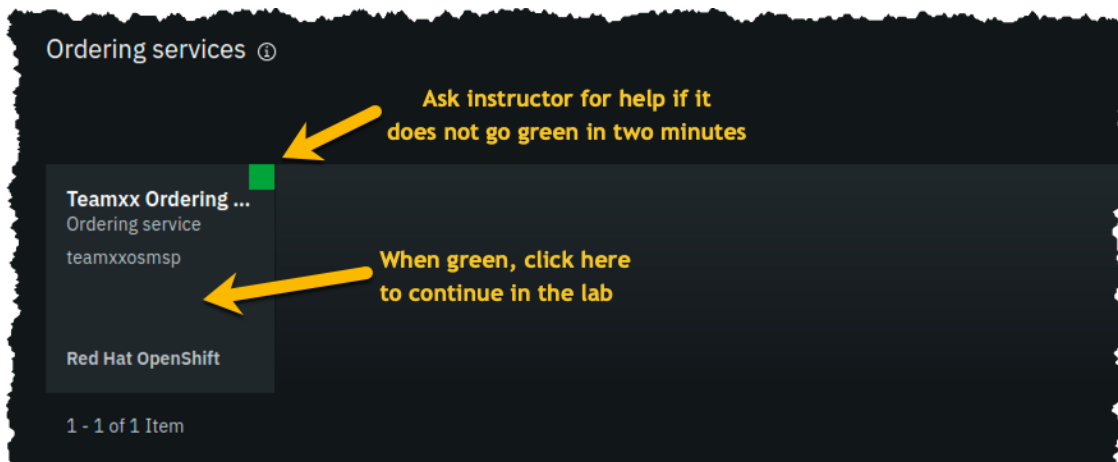 Ordering services
Ask instructor for help if it
does not go green in two minutes
Teamxx Ordering ...
Ordering service
teamxxosmsp
When green, click here
to continue in the lab
Red Hat OpenShift
1 - 1 of 1 Item